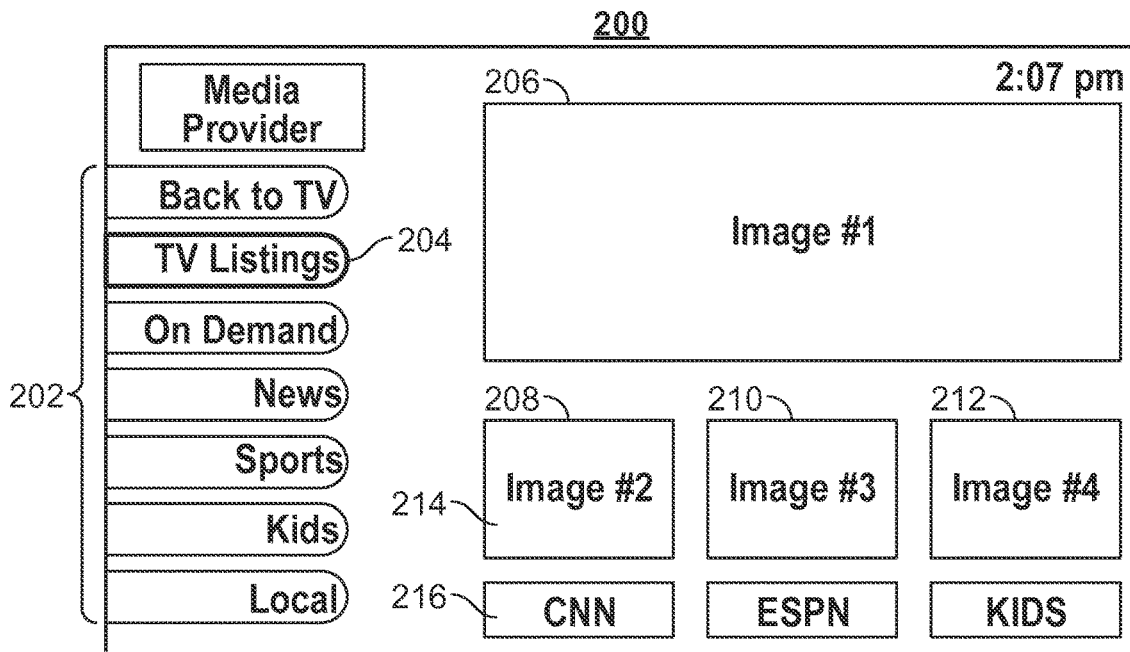 200
2:07 pm
Media
Provider
206
Image #1
Back to TV
TV Listings
204
On Demand
202
News
Sports
Kids
Local
208
210
212
Image #2
Image #3
Image #4
214
216
CNN
ESPN
KIDS